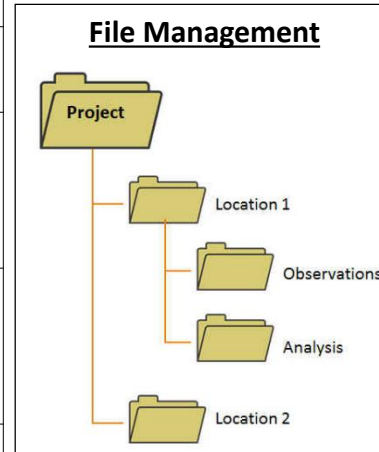 File Management
Project
Location 1
Observations
Analysis
Location 2